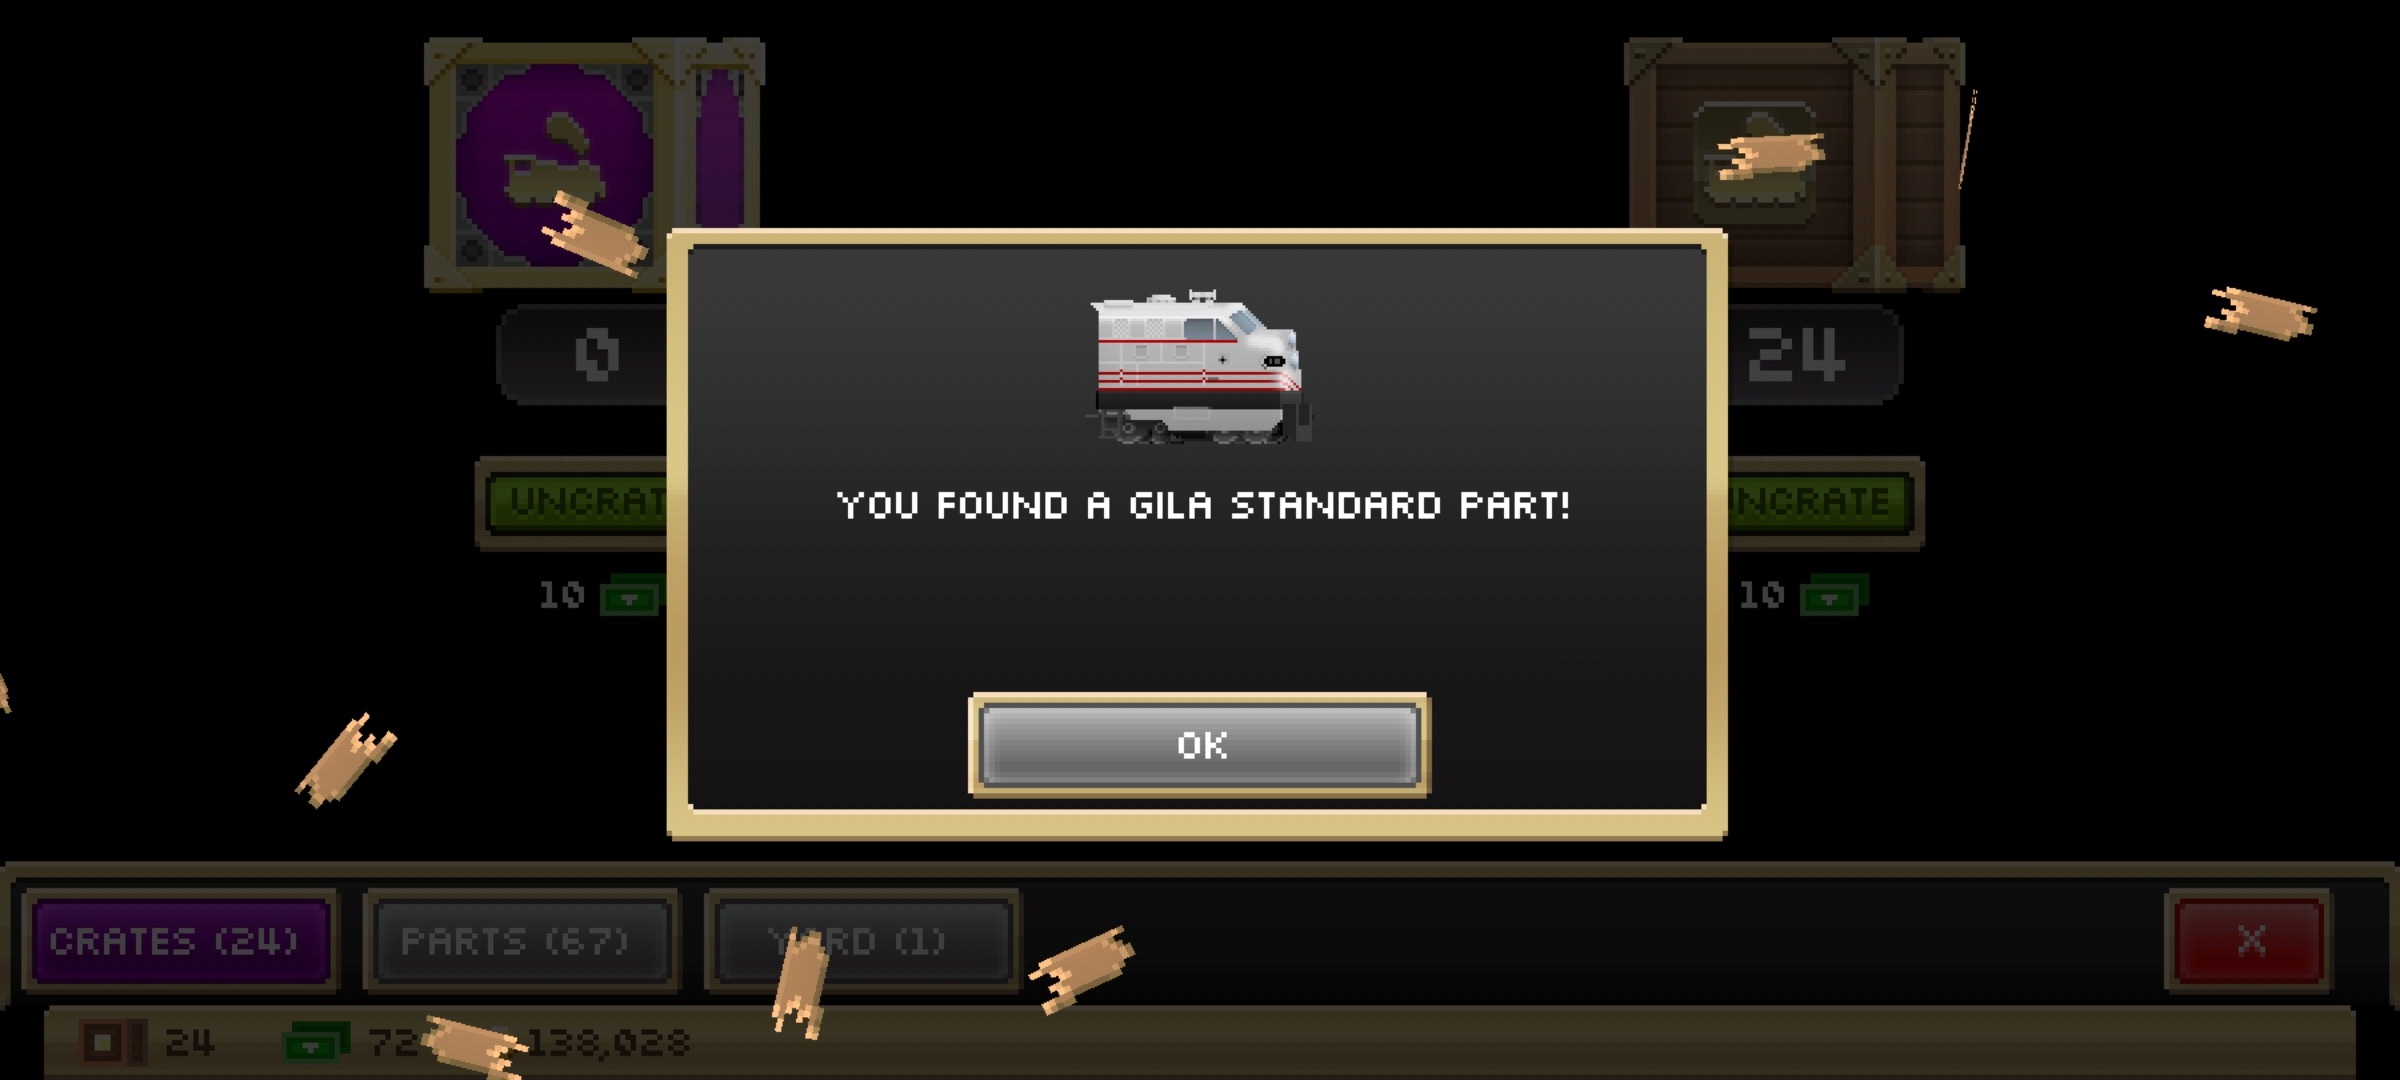 0
24
UNCRAT
NCRATE
10
10
YOU FOUND A GILA STANDARD PART!
OK
CRATES (24)
PARTS (67)
YARD (1)
X
24
72
138,028